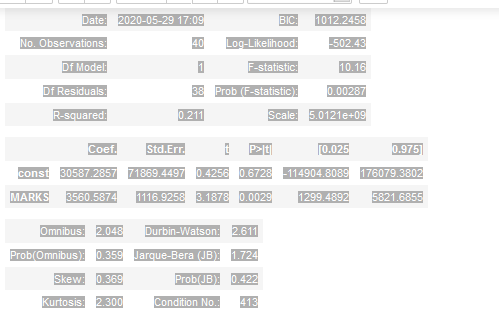 Date: 2020-05-29 17:09 BIC: 1012.2458
No. Observations: 40 Log-Likelihood: -502.43
Df Model: 1 F-statistic: 10.16
Df Residuals: 38 Prob (F-statistic): 0.00287
R-squared: 0.211 Scale: 5.0121e+09
Coef. Std.Err. t P>|t| [0.025 0.975]
const 30587.2857 71869.4497 0.4256 0.6728 -114904.8089 176079.3802
MARKS 3560.5874 1116.9258 3.1878 0.0029 1299.4892 5821.6855
Omnibus: 2.048 Durbin-Watson: 2.611
Prob(Omnibus): 0.359 Jarque-Bera (JB): 1.724
Skew: 0.369 Prob(JB): 0.422
Kurtosis: 2.300 Condition No.: 413